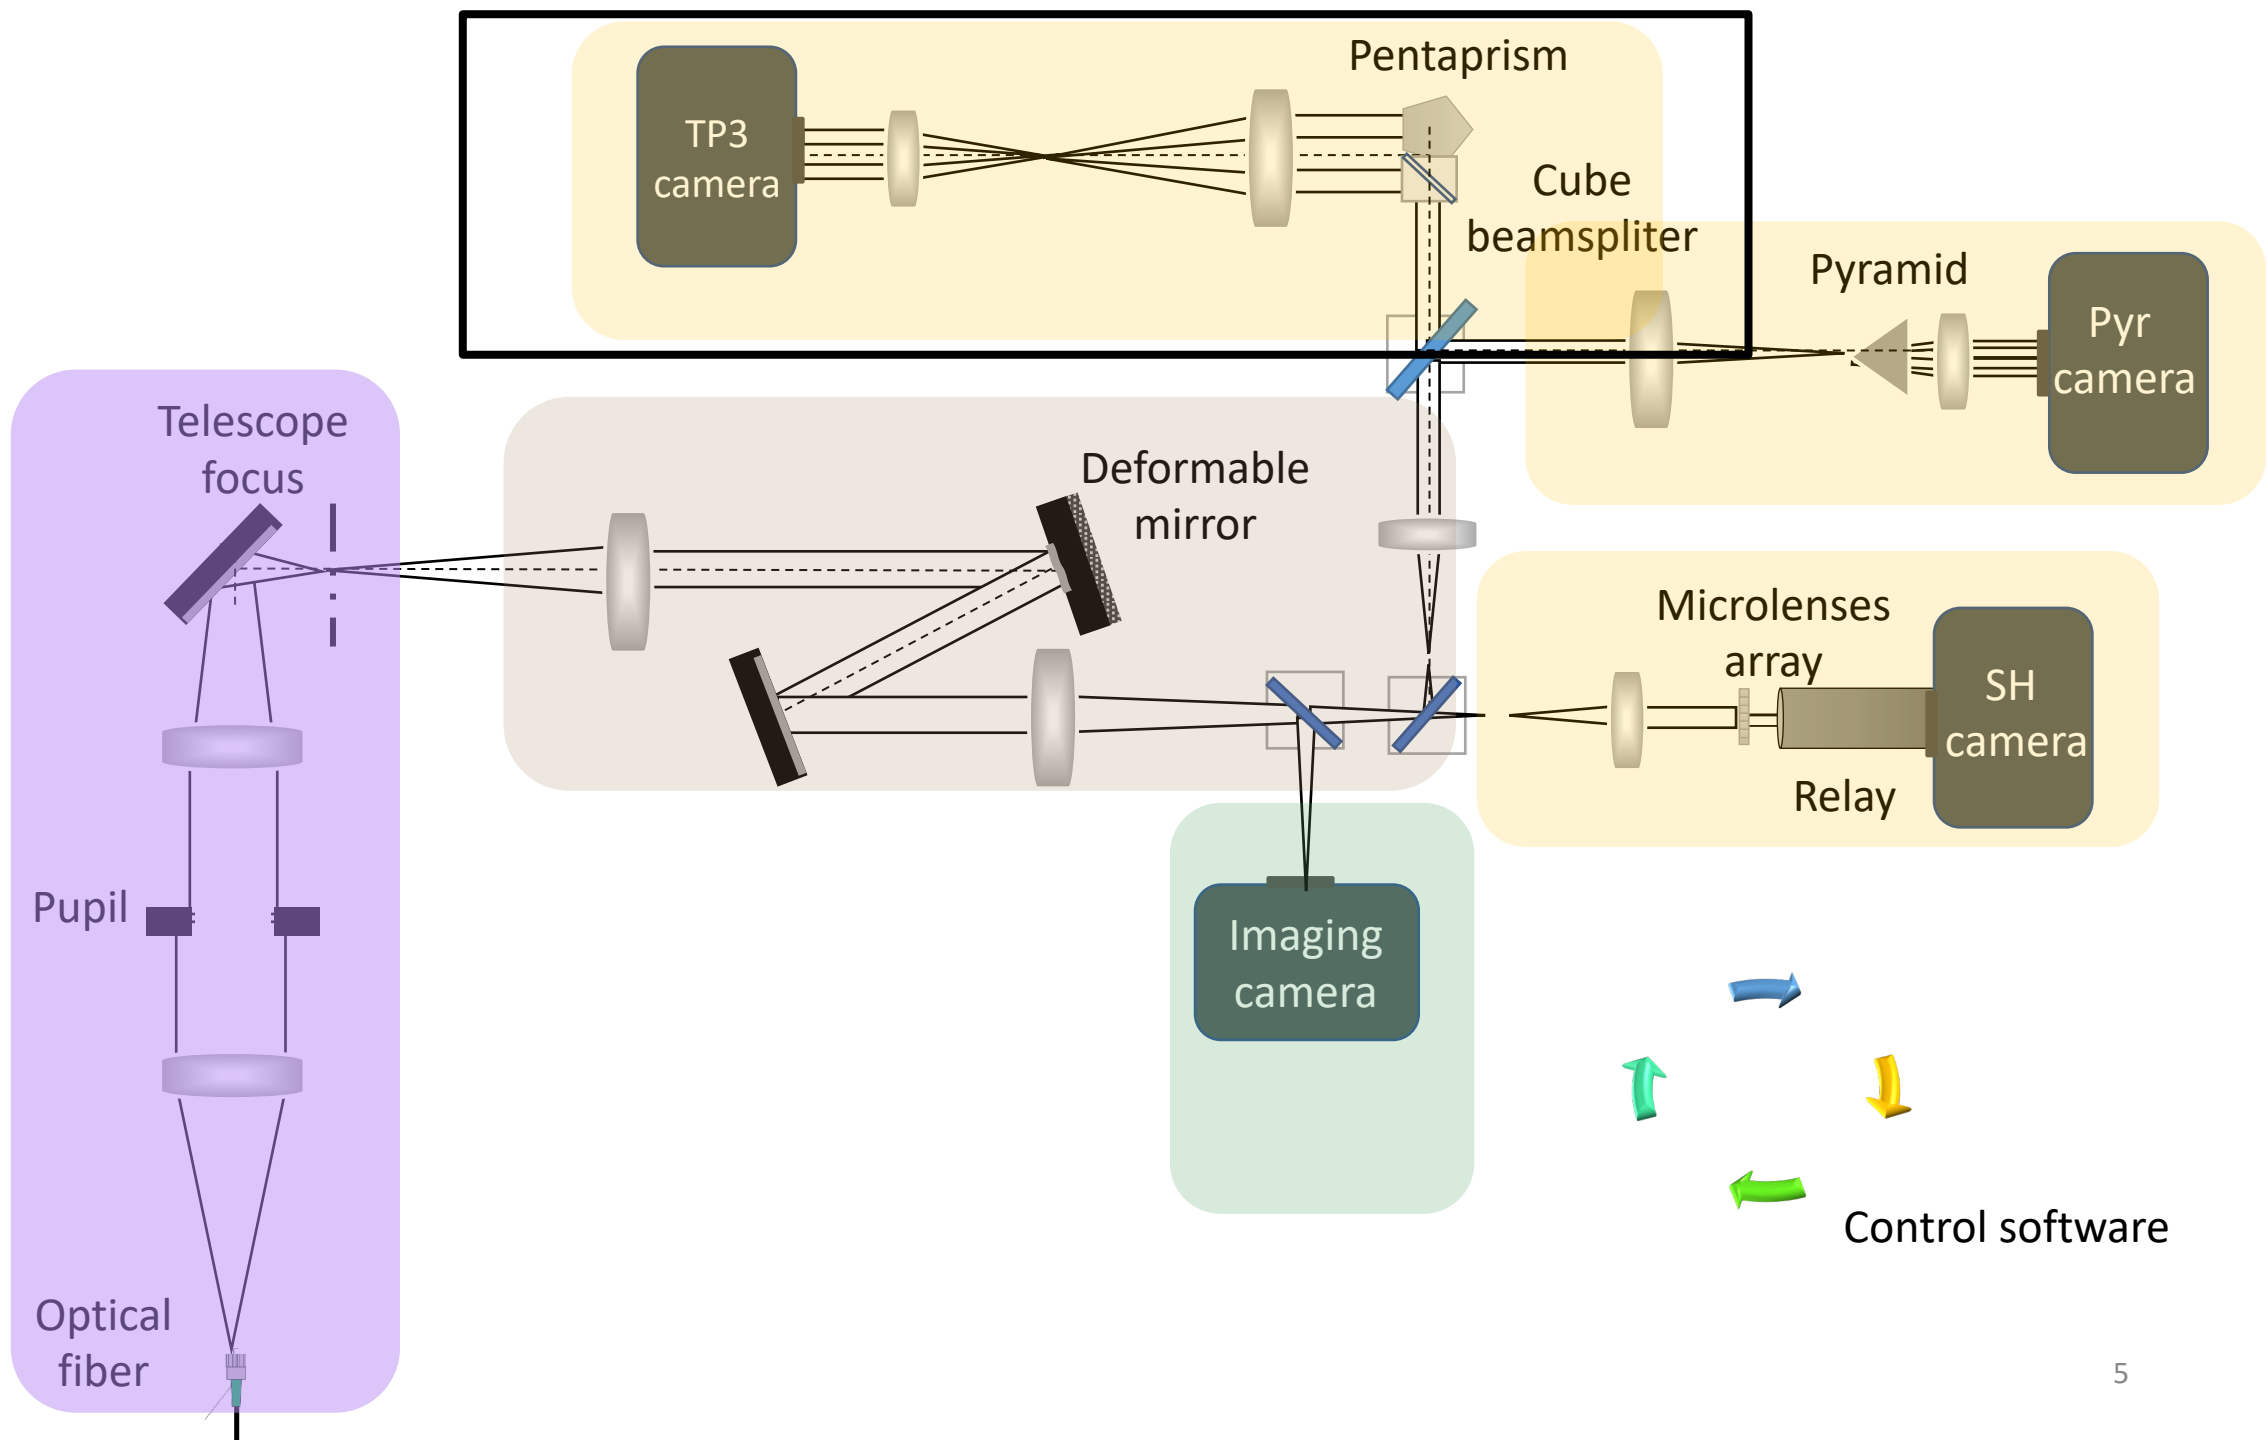 Pentaprism
TP3
camera
Cube
beamspliter
Pyramid
Pyr
camera
Telescope
focus
Deformable
mirror
Microlenses
array
SH
camera
Relay
Pupil
Imaging
camera
Control software
Optical
fiber
5